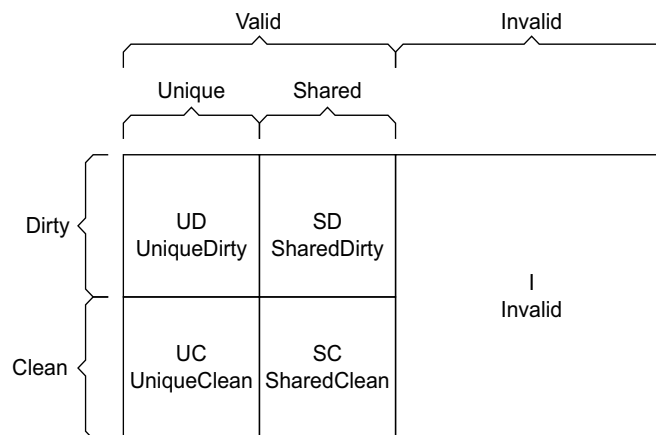 Valid
Invalid
Unique
Shared
Dirty
UD
UniqueDirty
SD
SharedDirty
I
Invalid
Clean
UC
UniqueClean
SC
SharedClean